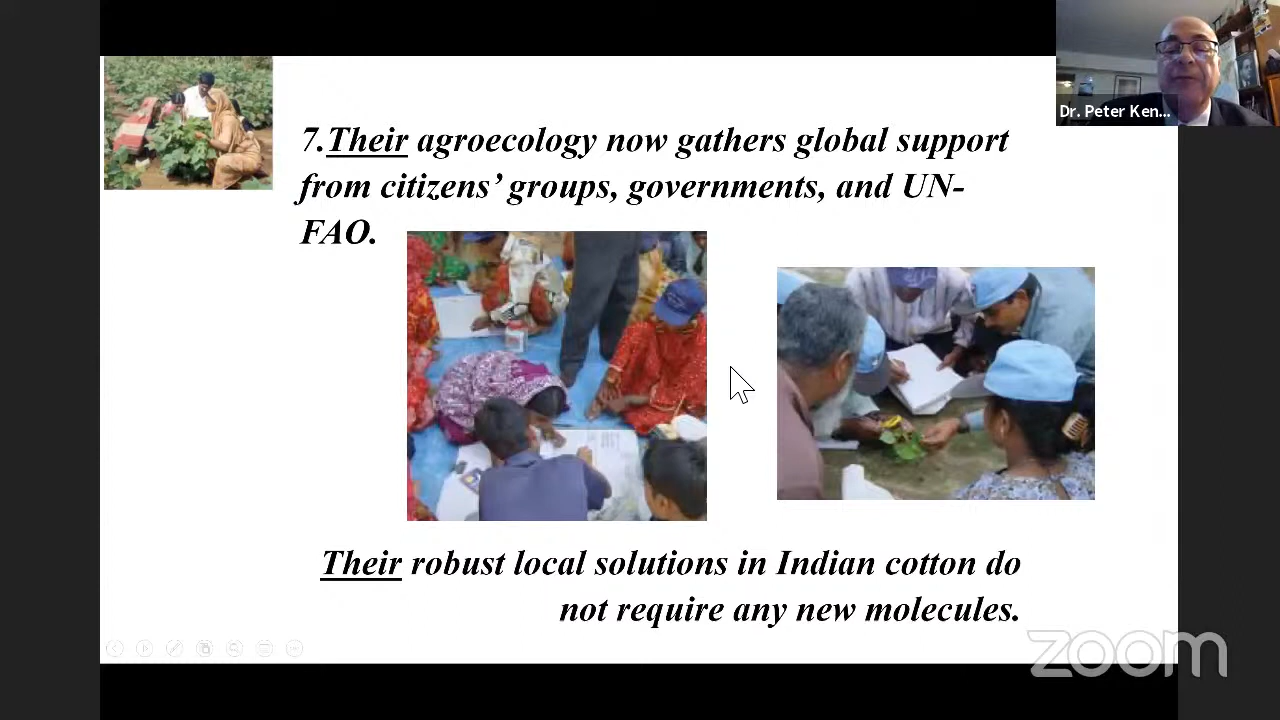 7.Their agroecology now gathers global support
from citizens’ groups, governments, and UN-
FAO.
Dr. Peter Ken...
Their robust local solutions in Indian cotton do
not require any new molecules.
zoom